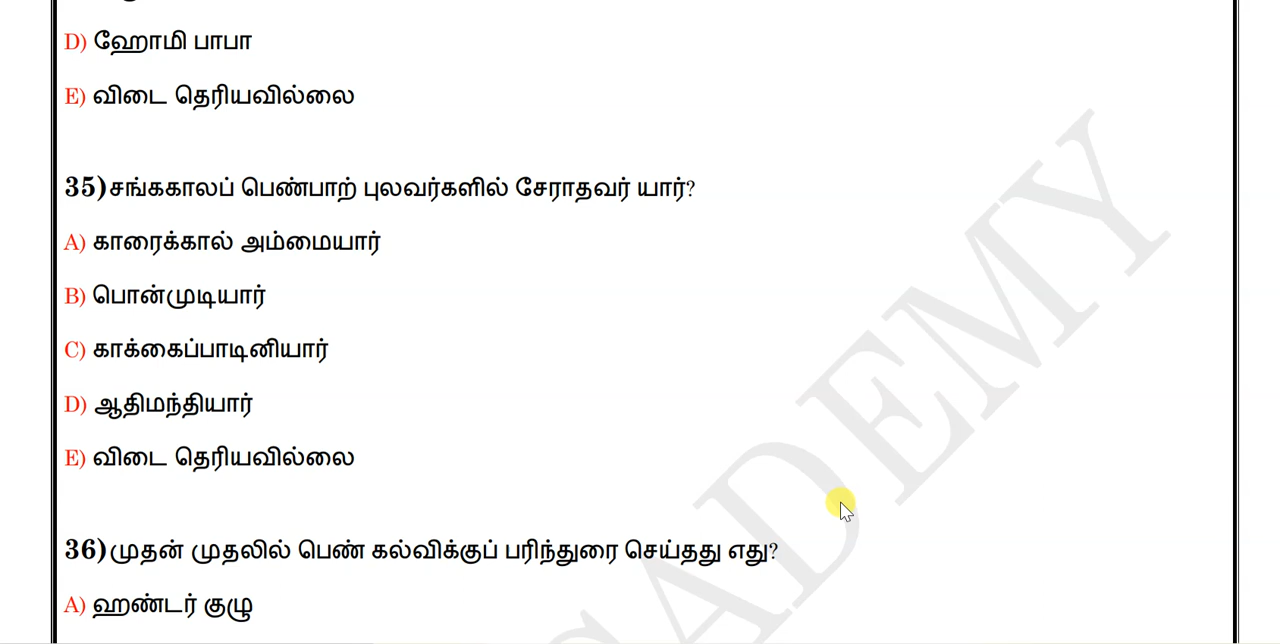 D) ஹோமி பாபா
E) விடை தெரியவில்லை
35)சங்ககாலப் பெண்பாற் புலவர்களில் சேராதவர் யார்?
A) காரைக்கால் அம்மையார்
B) பொன்முடியார்
C) காக்கைப்பாடினியார்
D) ஆதிமந்தியார்
E) விடை தெரியவில்லை
36)முதன் முதலில் பெண் கல்விக்குப் பரிந்துரை செய்தது எது?
A) ஹண்டர் குழு
CADEMY